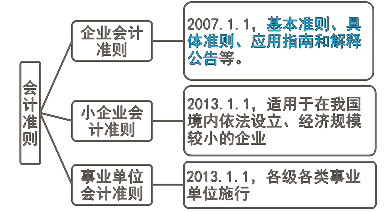 会计准则
企业会计
准则
2007.1.1，基本准则、具
体准则、应用指南和解释
公告等。
小企业会
计准则
2013.1.1，适用于在我国
境内依法设立、经济规模
较小的企业
事业单位
会计准则
2013.1.1，各级各类事业
单位施行